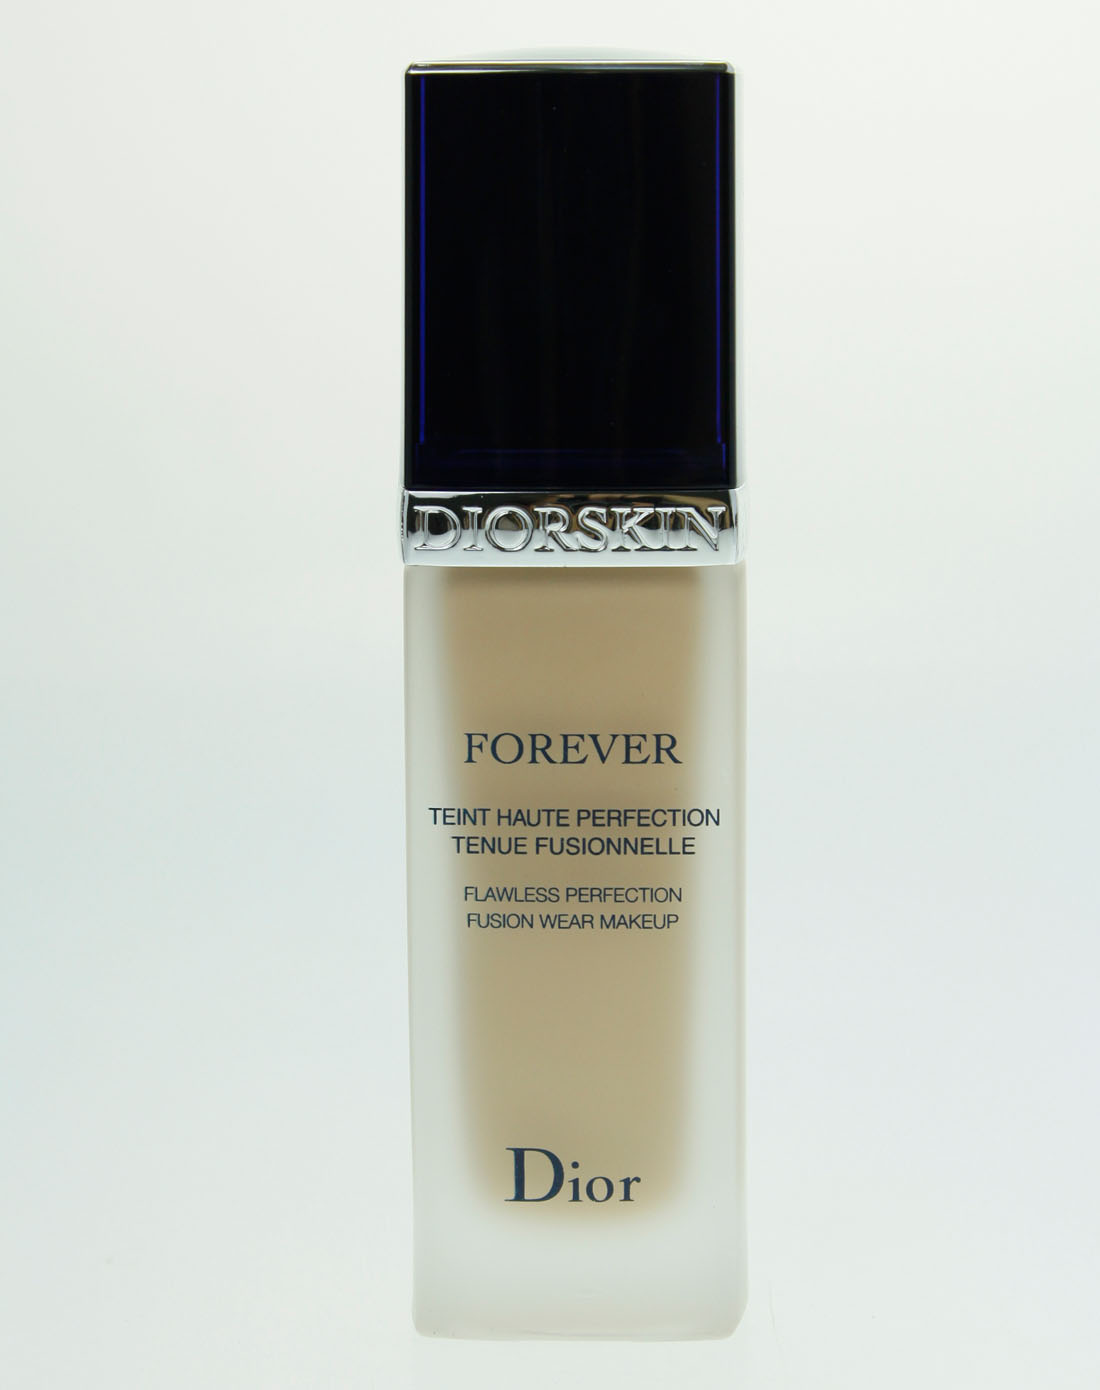 DIORSKIN
FOREVER
TEINT HAUTE PERFECTION
TENUE FUSIONNELLE
FLAWLESS PERFECTION
FUSION WEAR MAKEUP
Dior